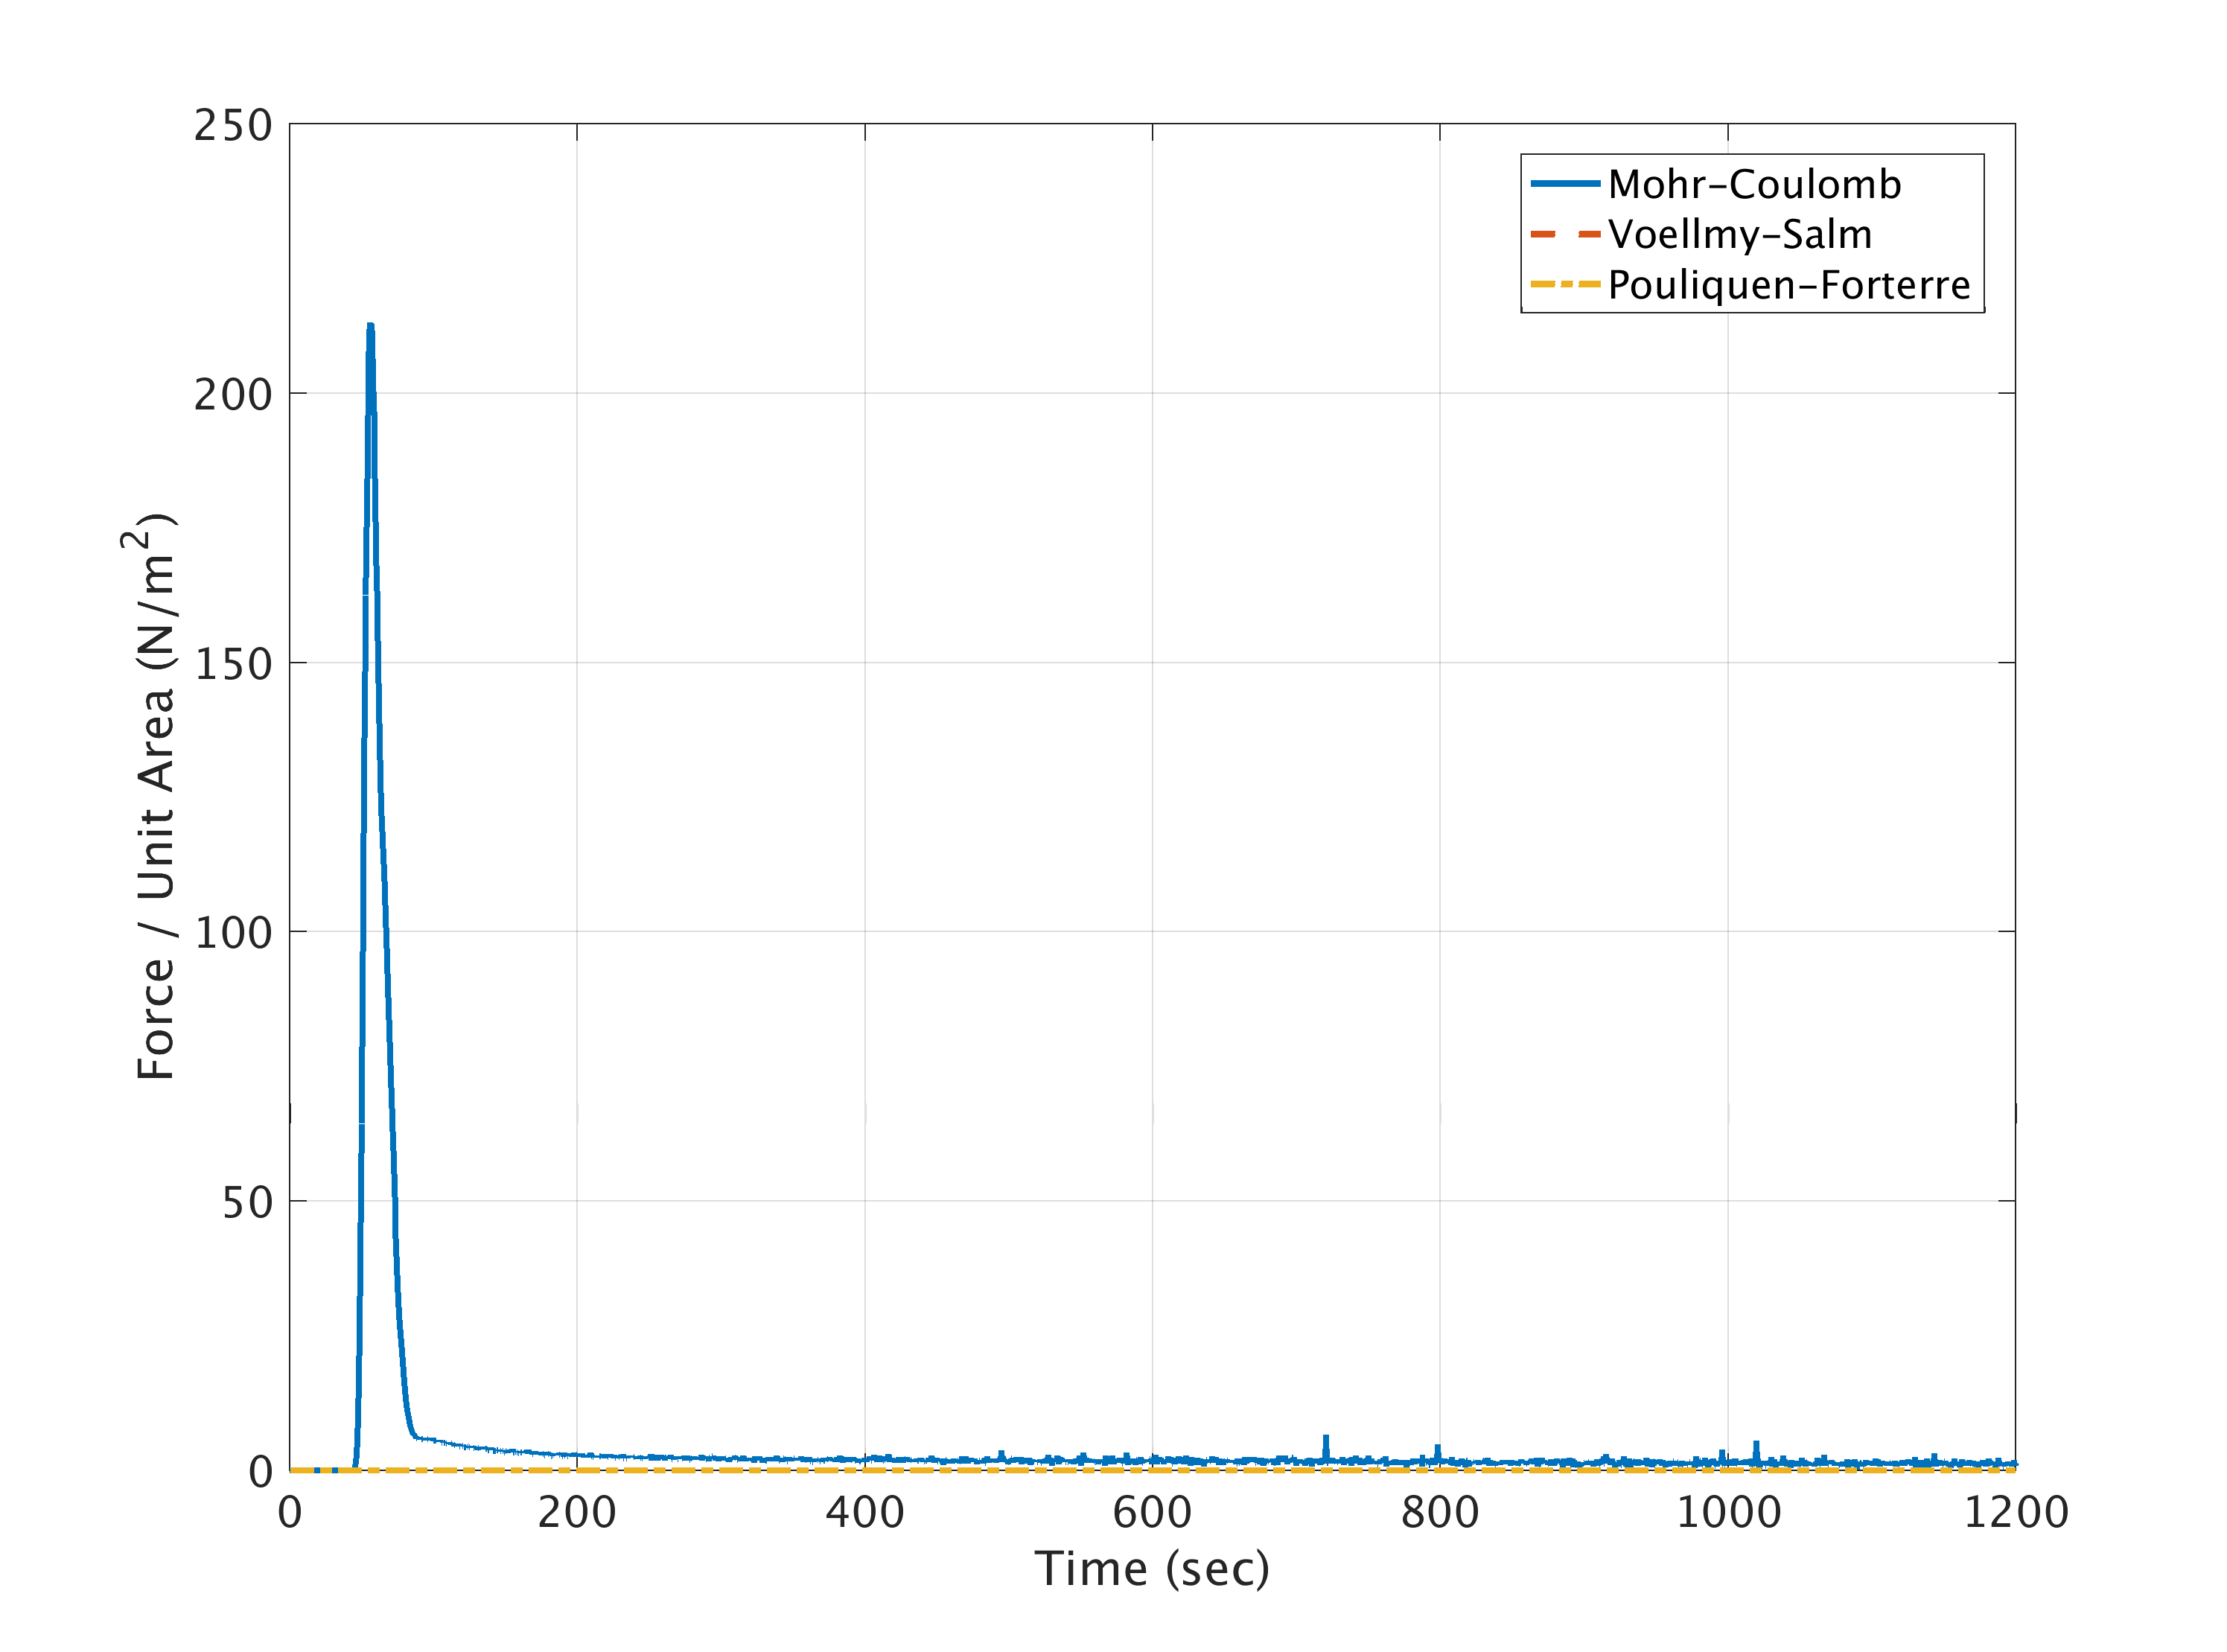 250
200
150
100
50
0
Force / Unit Area (N/m²)
Mohr–Coulomb
Voellmy–Salm
Pouliquen–Forterre
0 200 400 600 800 1000 1200
Time (sec)